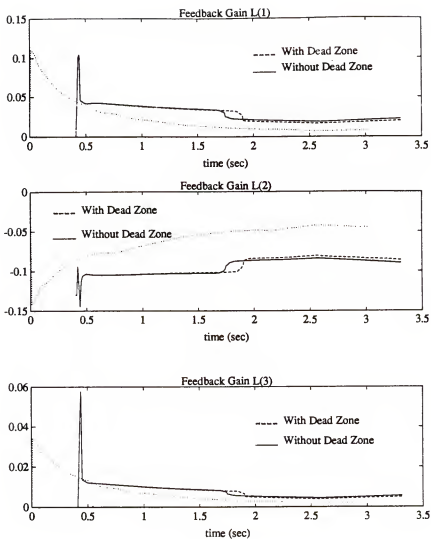 Feedback Gain L(1)
0.15
With Dead Zone
Without Dead Zone
0.1
0.05
0
0 0.5 1 1.5 2 2.5 3 3.5
time (sec)
Feedback Gain L(2)
0
With Dead Zone
Without Dead Zone
-0.05
-0.1
-0.15
0 0.5 1 1.5 2 2.5 3 3.5
time (sec)
Feedback Gain L(3)
0.06
With Dead Zone
Without Dead Zone
0.04
0.02
0
0 0.5 1 1.5 2 2.5 3 3.5
time (sec)